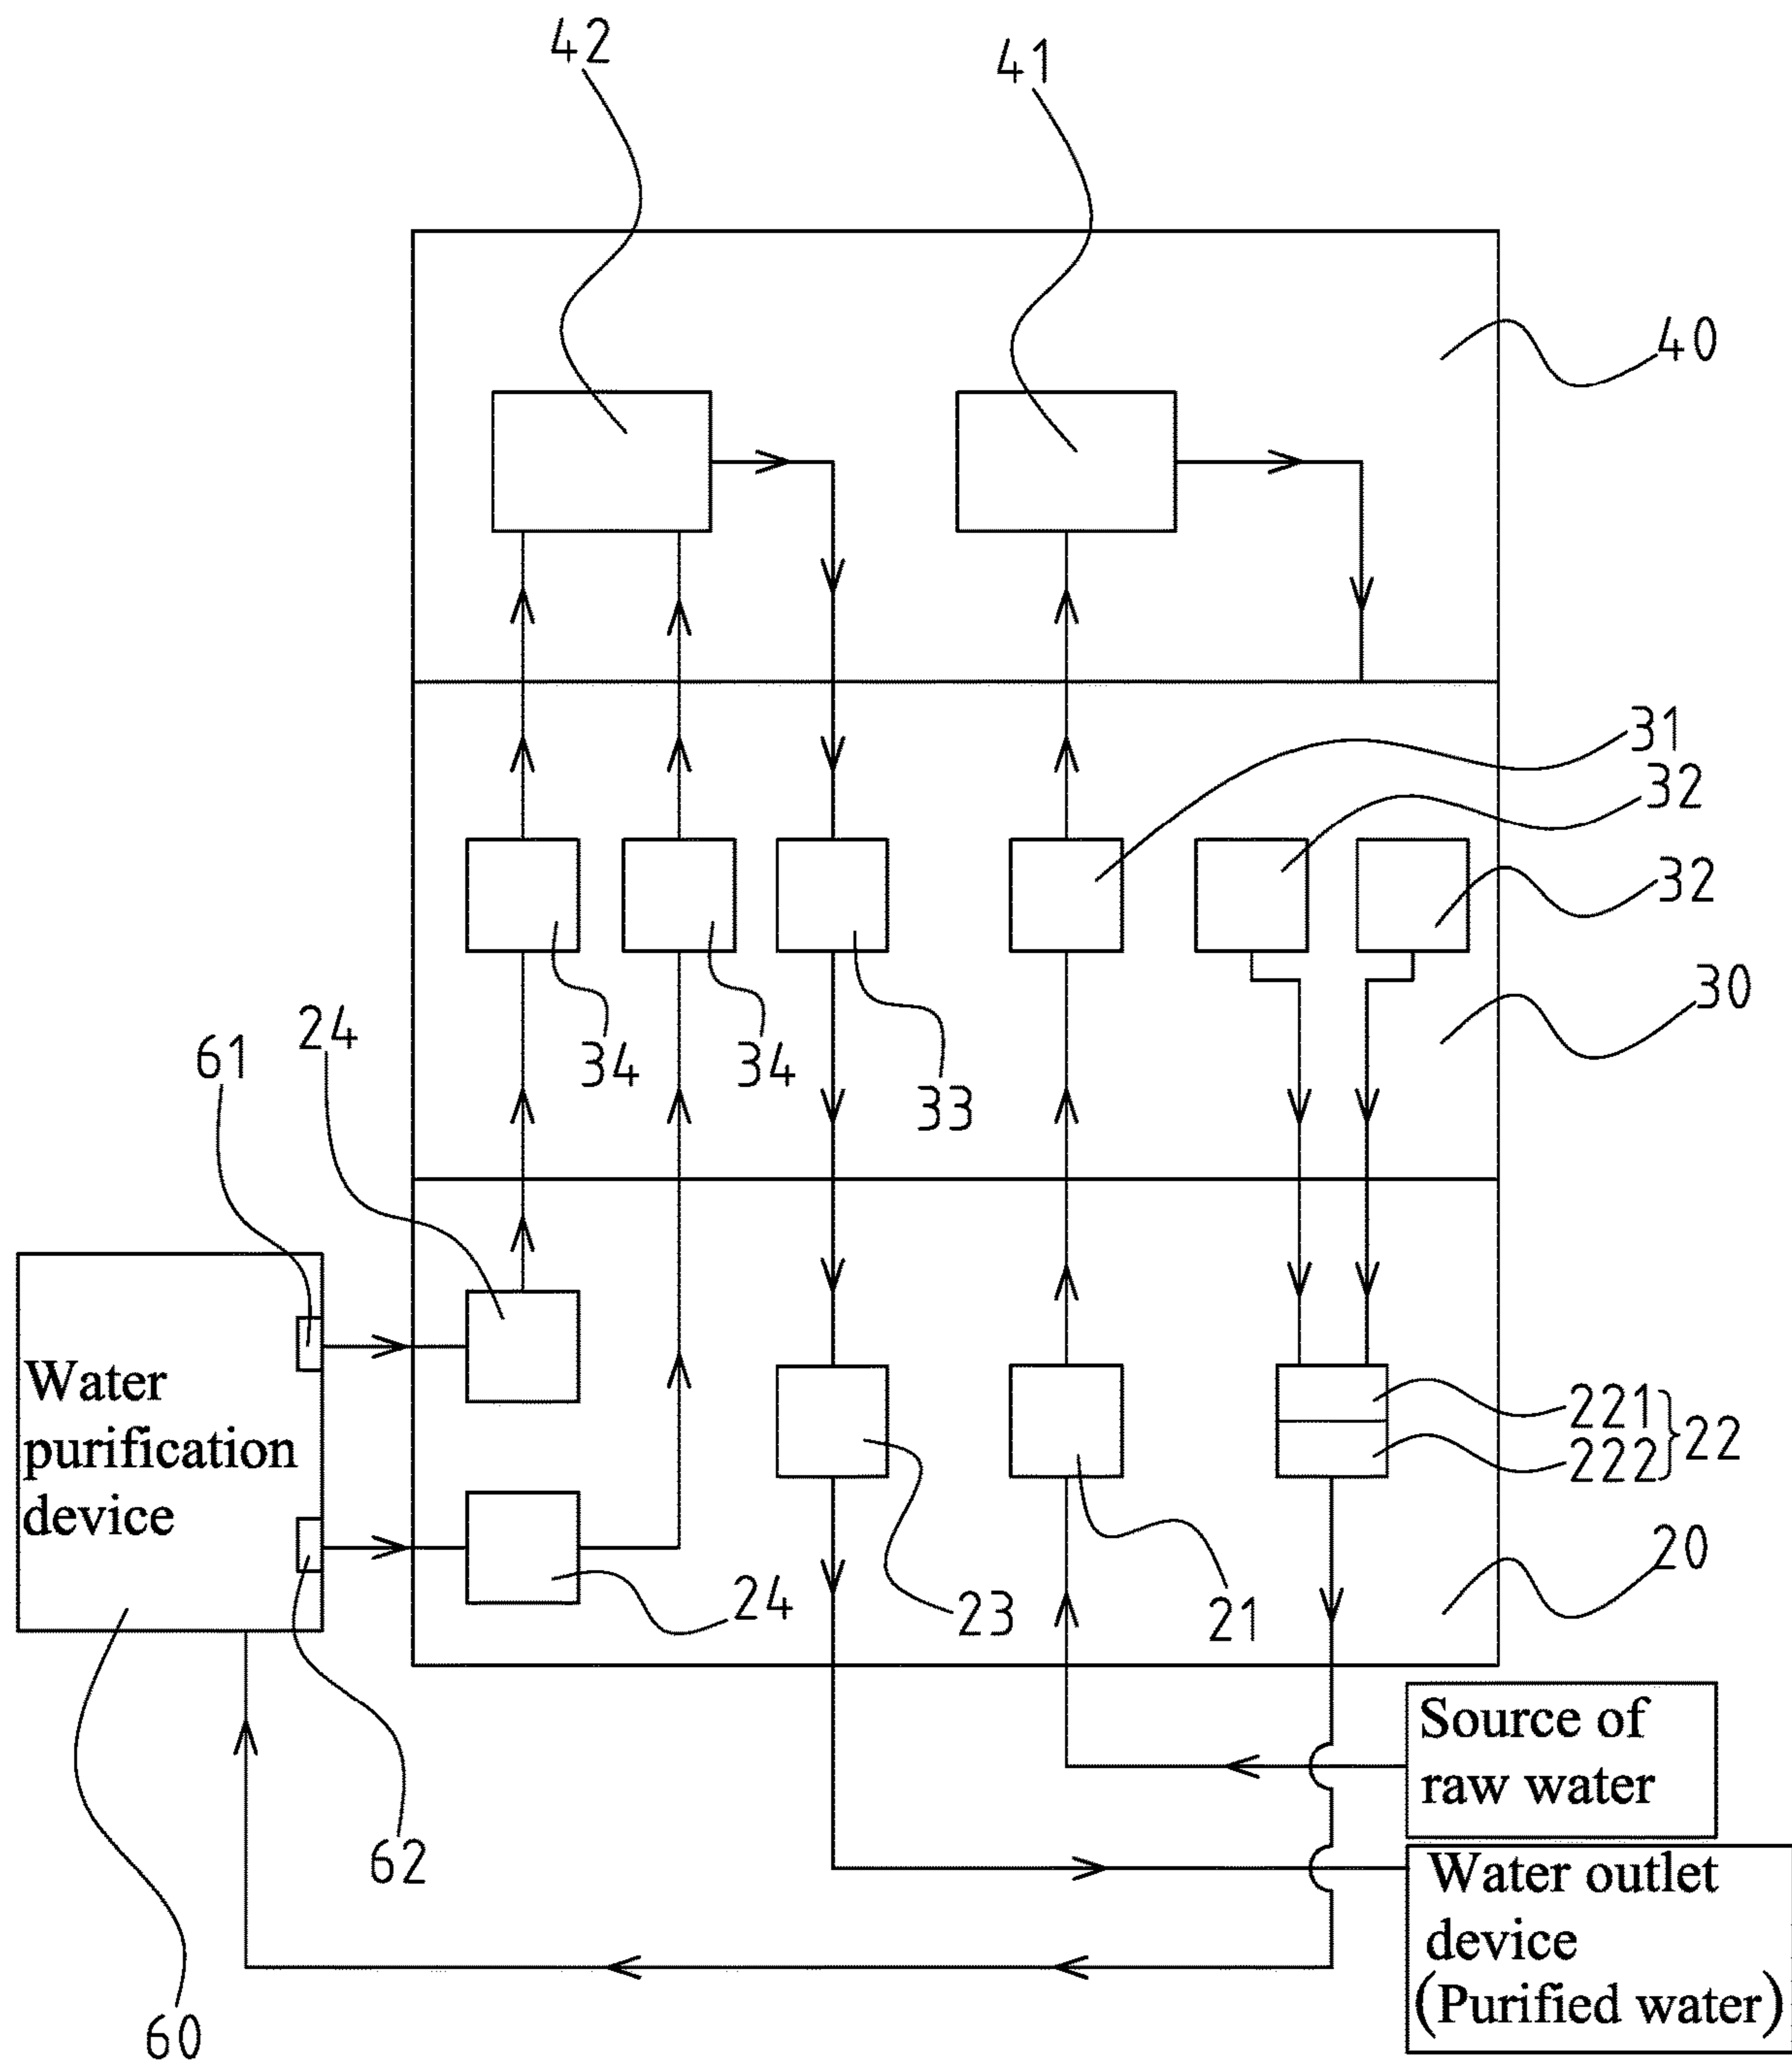 42
41
40
31
32
32
30
34
34
33
24
61
221
222
22
Water
purification
device
20
24
23
21
Source of
raw water
62
Water outlet
device
(Purified water)
60